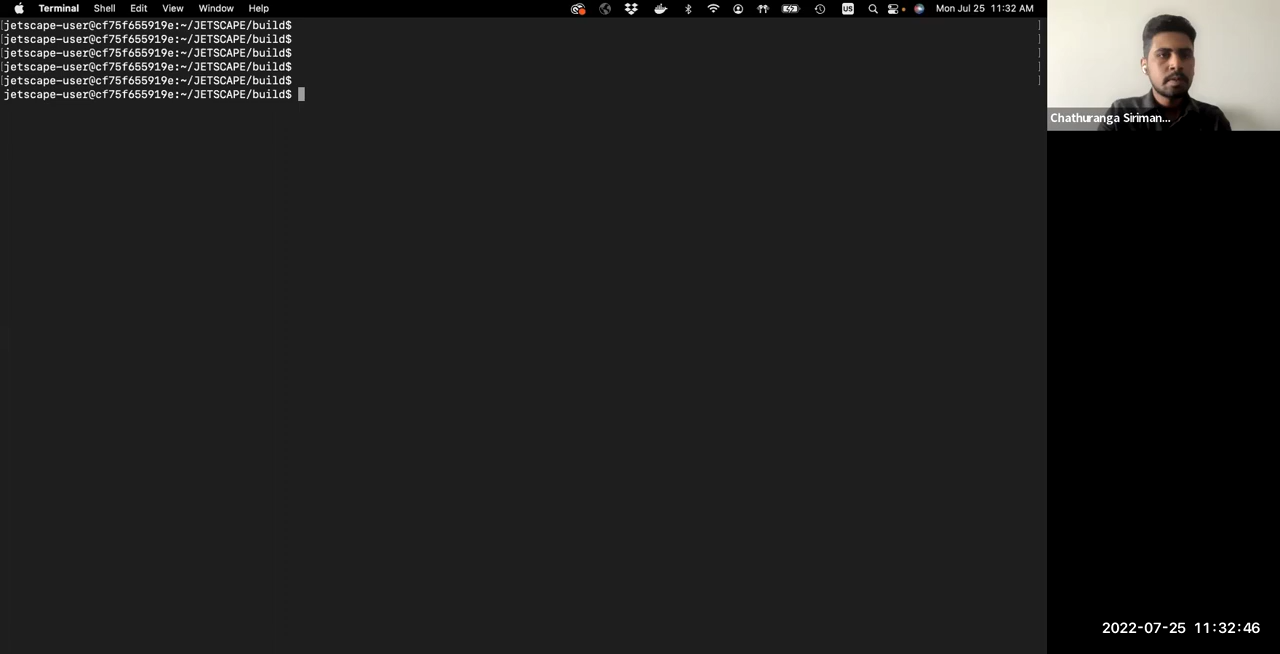 Terminal Shell Edit View Window Help US Mon Jul 25 11:32 AM
jetscape-user@cf75f655919e:~/JETSCAPE/build$
jetscape-user@cf75f655919e:~/JETSCAPE/build$
jetscape-user@cf75f655919e:~/JETSCAPE/build$
jetscape-user@cf75f655919e:~/JETSCAPE/build$
jetscape-user@cf75f655919e:~/JETSCAPE/build$
jetscape-user@cf75f655919e:~/JETSCAPE/build$
Chathuranga Siriman...
2022-07-25 11:32:46